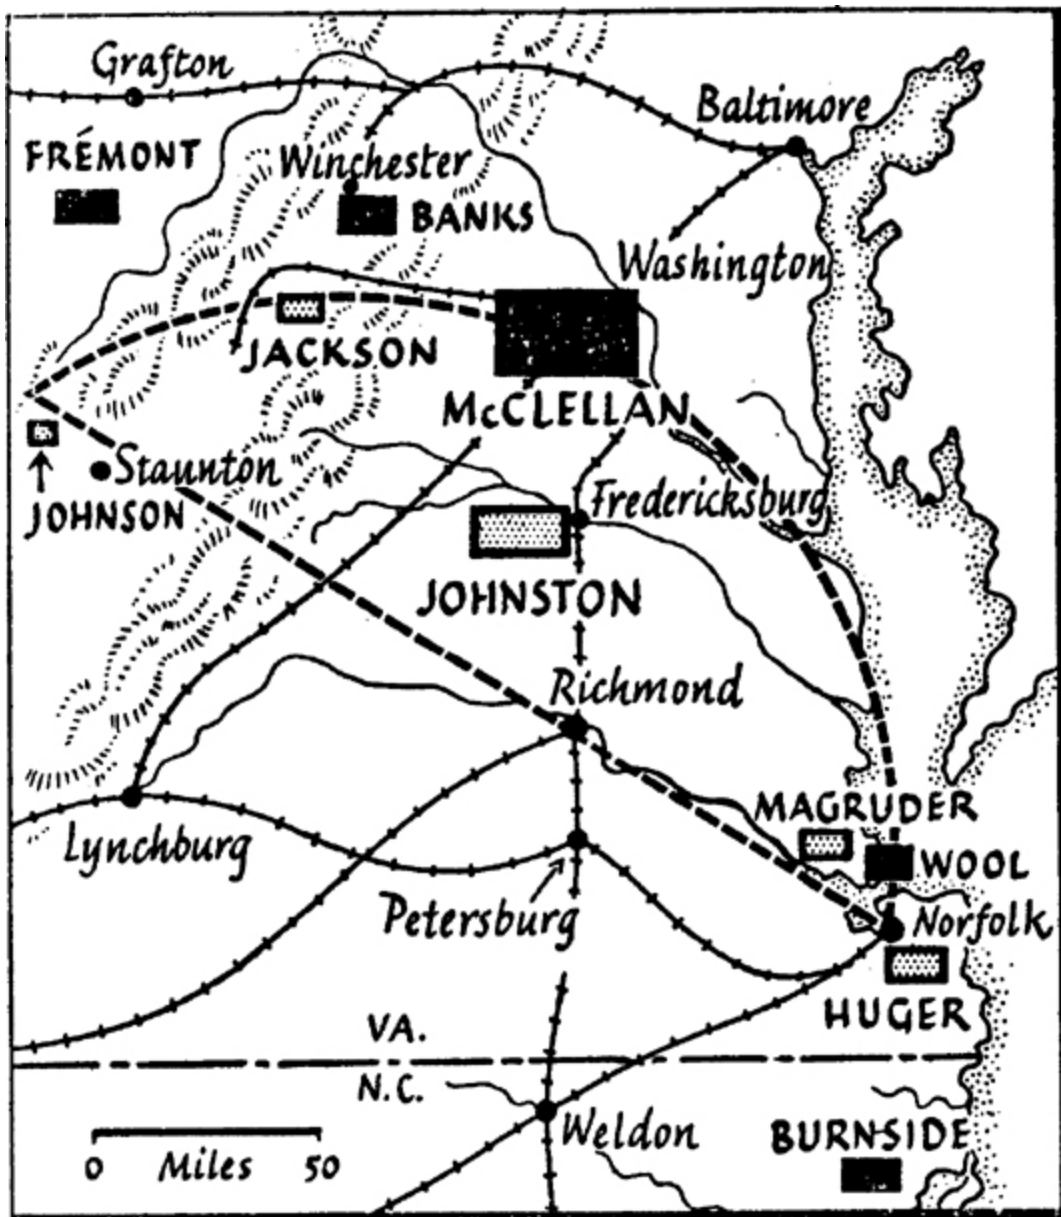 Grafton
Baltimore
FRÉMONT
Winchester
BANKS
Washington
JACKSON
McCLELLAN
Staunton
JOHNSON
Fredericksburg
JOHNSTON
Richmond
MAGRUDER
Lynchburg
WOOL
Petersburg
Norfolk
HUGER
VA.
N.C.
Weldon
BURNSIDE
0 Miles 50